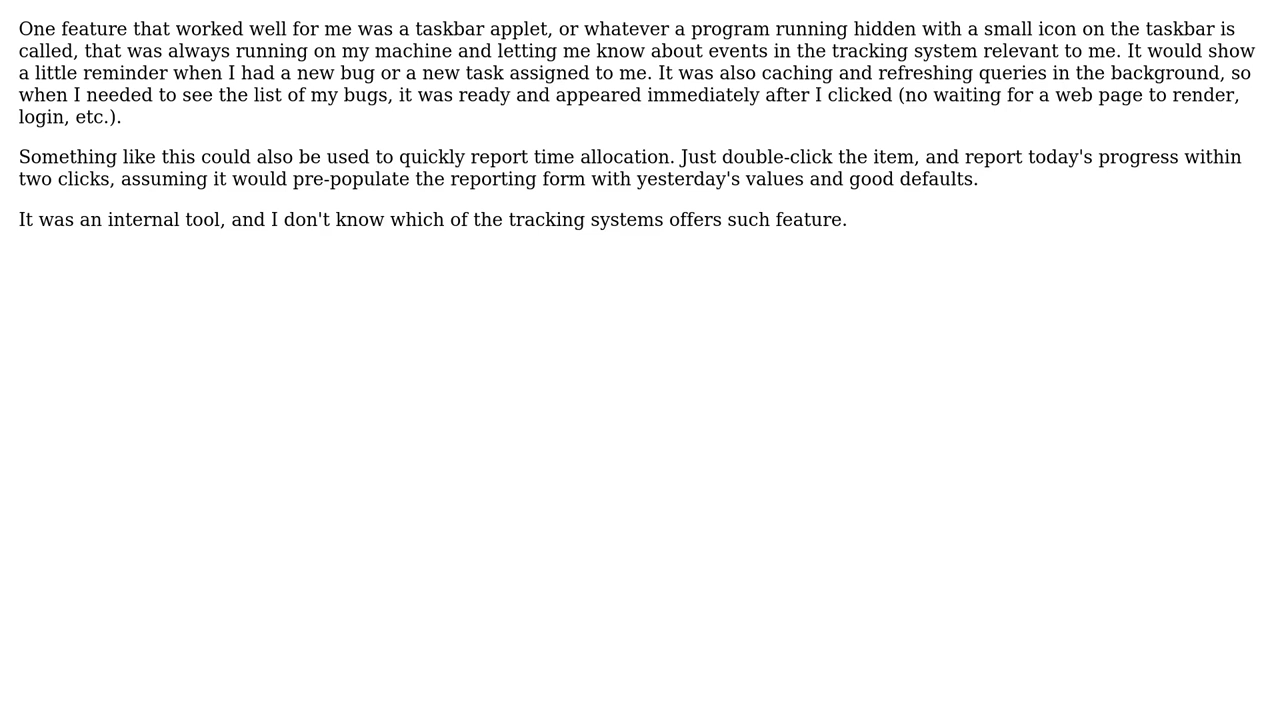 One feature that worked well for me was a taskbar applet, or whatever a program running hidden with a small icon on the taskbar is
called, that was always running on my machine and letting me know about events in the tracking system relevant to me. It would show
a little reminder when I had a new bug or a new task assigned to me. It was also caching and refreshing queries in the background, so
when I needed to see the list of my bugs, it was ready and appeared immediately after I clicked (no waiting for a web page to render,
login, etc.).
Something like this could also be used to quickly report time allocation. Just double-click the item, and report today's progress within
two clicks, assuming it would pre-populate the reporting form with yesterday's values and good defaults.
It was an internal tool, and I don't know which of the tracking systems offers such feature.